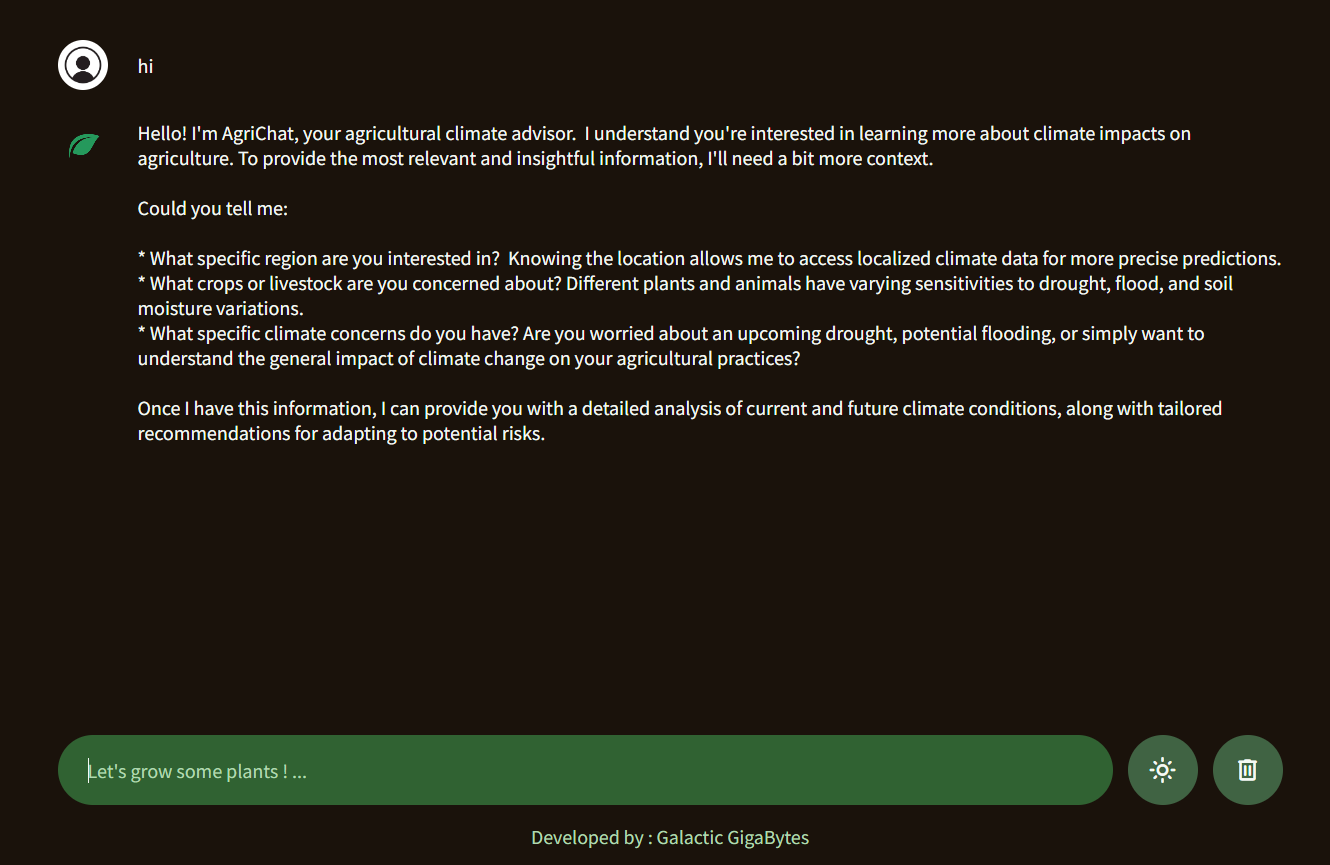 hi
Hello! I'm AgriChat, your agricultural climate advisor.  I understand you're interested in learning more about climate impacts on
agriculture. To provide the most relevant and insightful information, I'll need a bit more context.
Could you tell me:
* What specific region are you interested in?  Knowing the location allows me to access localized climate data for more precise predictions.
* What crops or livestock are you concerned about? Different plants and animals have varying sensitivities to drought, flood, and soil
moisture variations.
* What specific climate concerns do you have? Are you worried about an upcoming drought, potential flooding, or simply want to
understand the general impact of climate change on your agricultural practices?
Once I have this information, I can provide you with a detailed analysis of current and future climate conditions, along with tailored
recommendations for adapting to potential risks.
Let's grow some plants ! ...
Developed by : Galactic GigaBytes